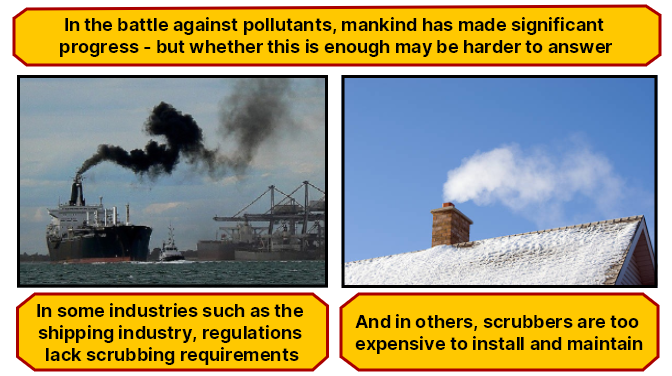 In the battle against pollutants, mankind has made significant
progress - but whether this is enough may be harder to answer
In some industries such as the
shipping industry, regulations
lack scrubbing requirements
And in others, scrubbers are too
expensive to install and maintain